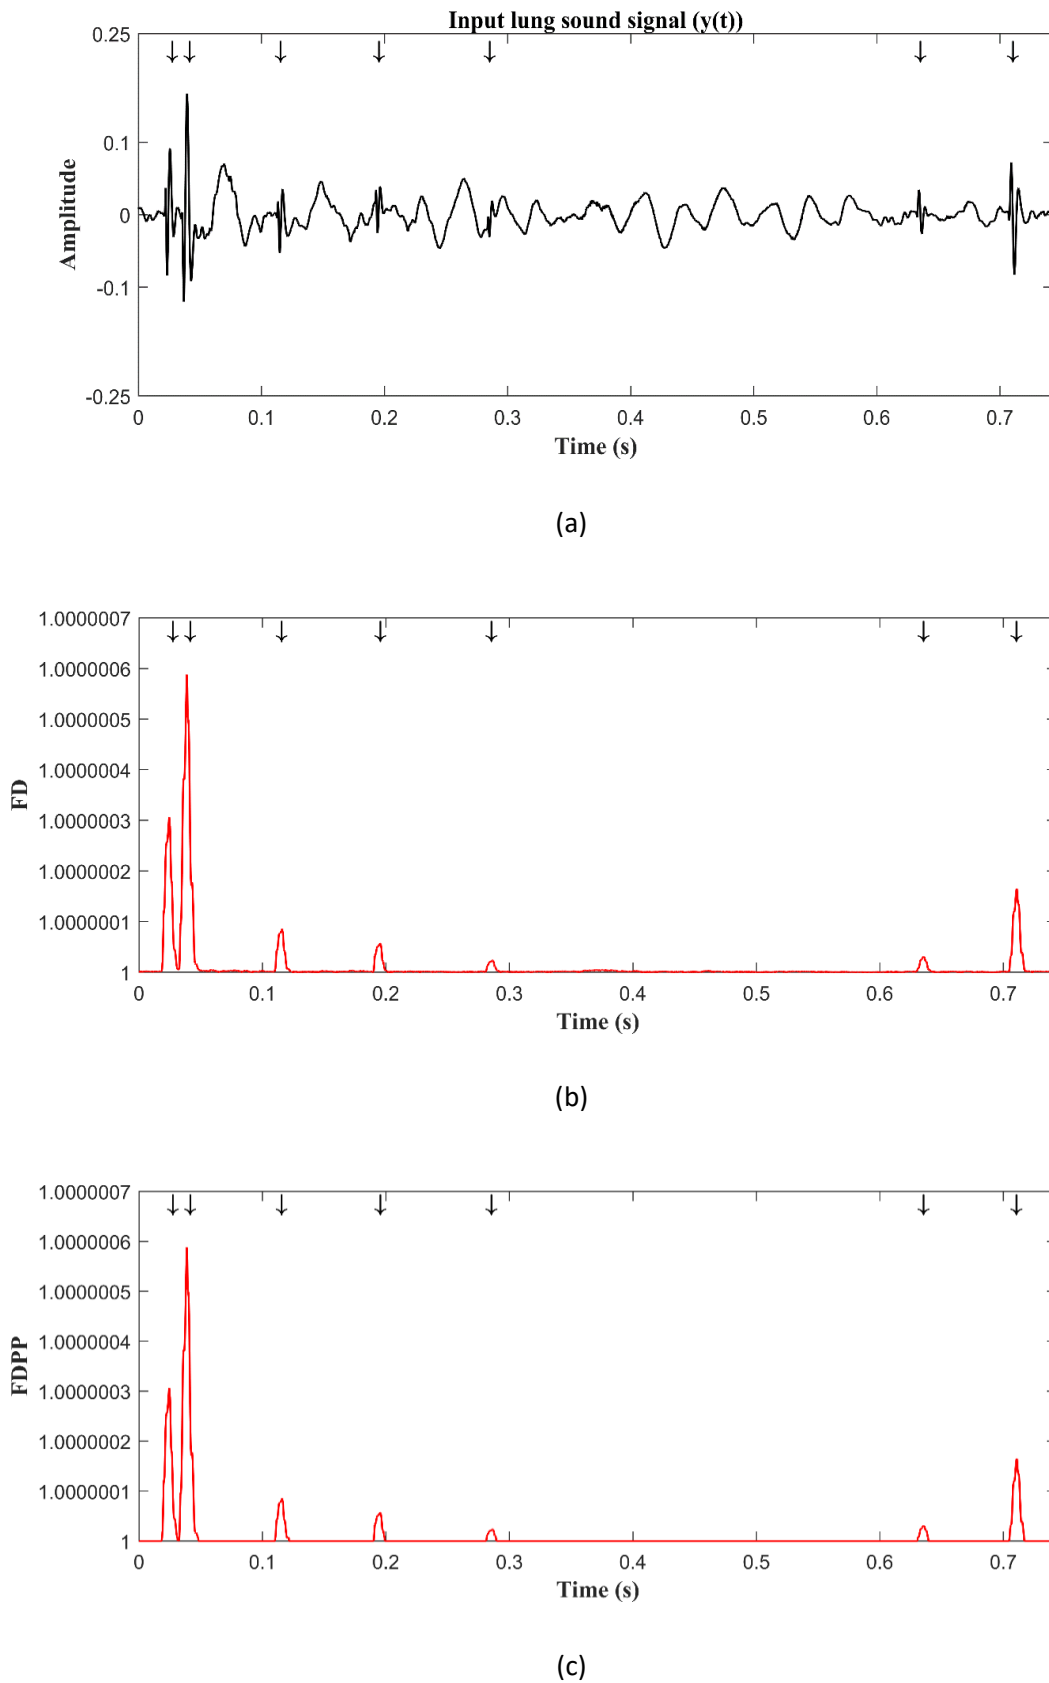 Input lung sound signal (y(t))
0.25
0.1
0
-0.1
-0.25
Amplitude
0 0.1 0.2 0.3 0.4 0.5 0.6 0.7
Time (s)
(a)
1.0000007
1.0000006
1.0000005
1.0000004
1.0000003
1.0000002
1.0000001
1
FD
0 0.1 0.2 0.3 0.4 0.5 0.6 0.7
Time (s)
(b)
1.0000007
1.0000006
1.0000005
1.0000004
1.0000003
1.0000002
1.0000001
1
FDPP
0 0.1 0.2 0.3 0.4 0.5 0.6 0.7
Time (s)
(c)